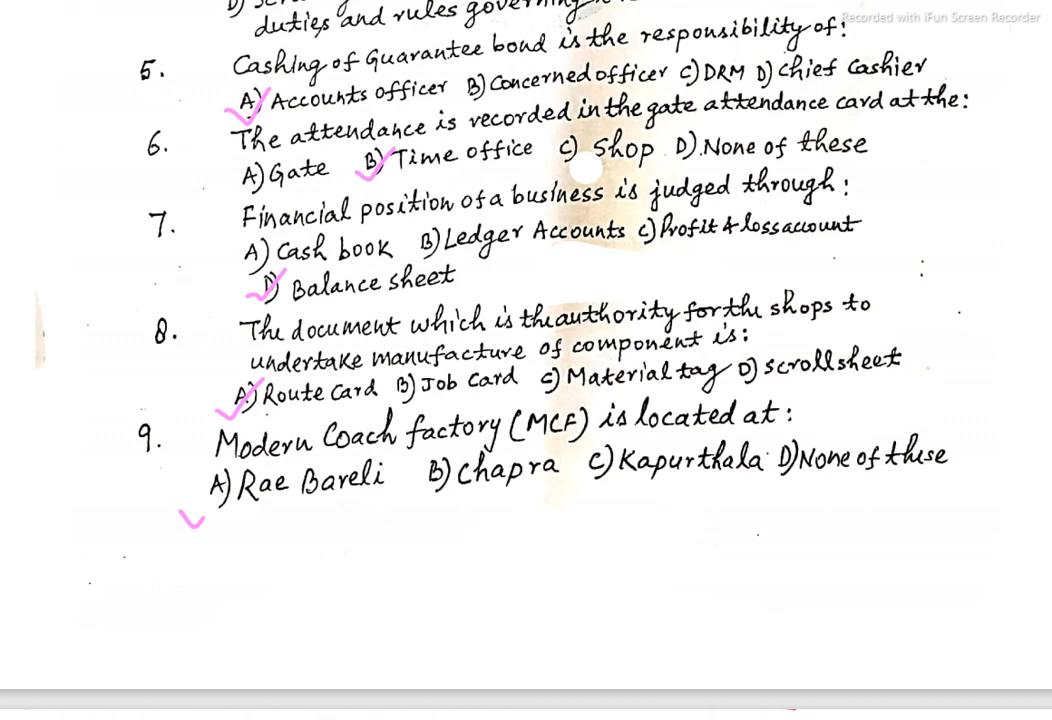 duties and rules
Recorded with iFun Screen Recorder
5. Cashing of Guarantee bond is the responsibility of:
A) Accounts officer B) Concerned officer C) DRM D) Chief Cashier
6. The attendance is recorded in the gate attendance card at the:
A) Gate B) Time office C) Shop D) None of these
7. Financial position of a business is judged through:
A) Cash book B) Ledger Accounts C) Profit & loss account
D) Balance sheet
8. The document which is the authority for the shops to
undertake manufacture of component is:
A) Route Card B) Job Card C) Material tag D) scroll sheet
9. Modern Coach factory (MCF) is located at:
A) Rae Bareli B) Chapra C) Kapurthala D) None of these